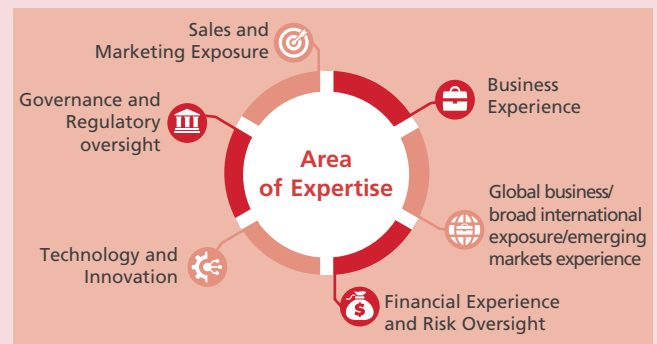 Sales and
Marketing Exposure
Governance and
Regulatory
oversight
Technology and
Innovation
Area
of Expertise
Business
Experience
Global business/
broad international
exposure/emerging
markets experience
Financial Experience
and Risk Oversight
$